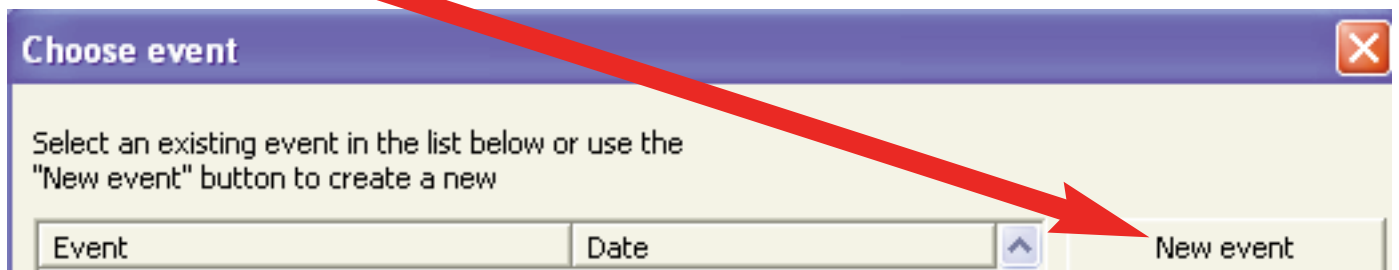 Choose event
Select an existing event in the list below or use the
"New event" button to create a new
Event Date New event